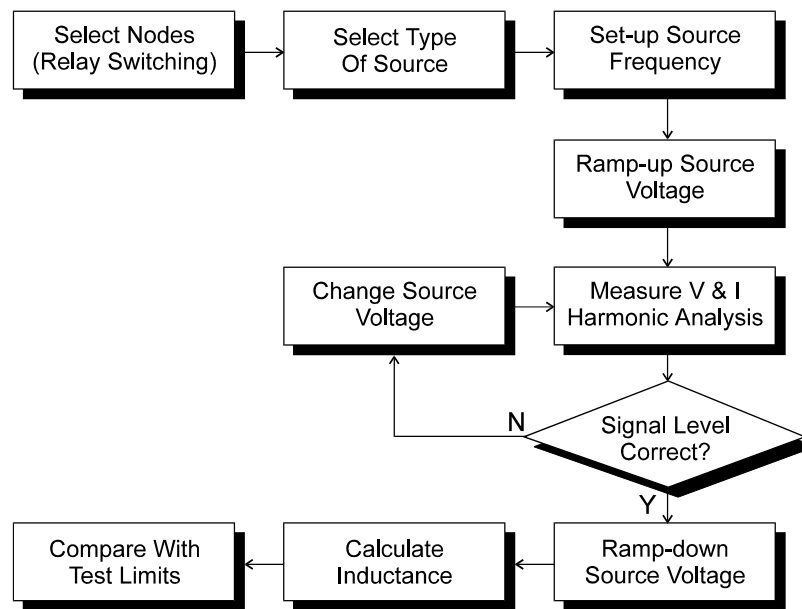 Select Nodes
(Relay Switching)
Select Type
Of Source
Set-up Source
Frequency
Ramp-up Source
Voltage
Change Source
Voltage
Measure V & I
Harmonic Analysis
N
Signal Level
Correct?
Y
Compare With
Test Limits
Calculate
Inductance
Ramp-down
Source Voltage